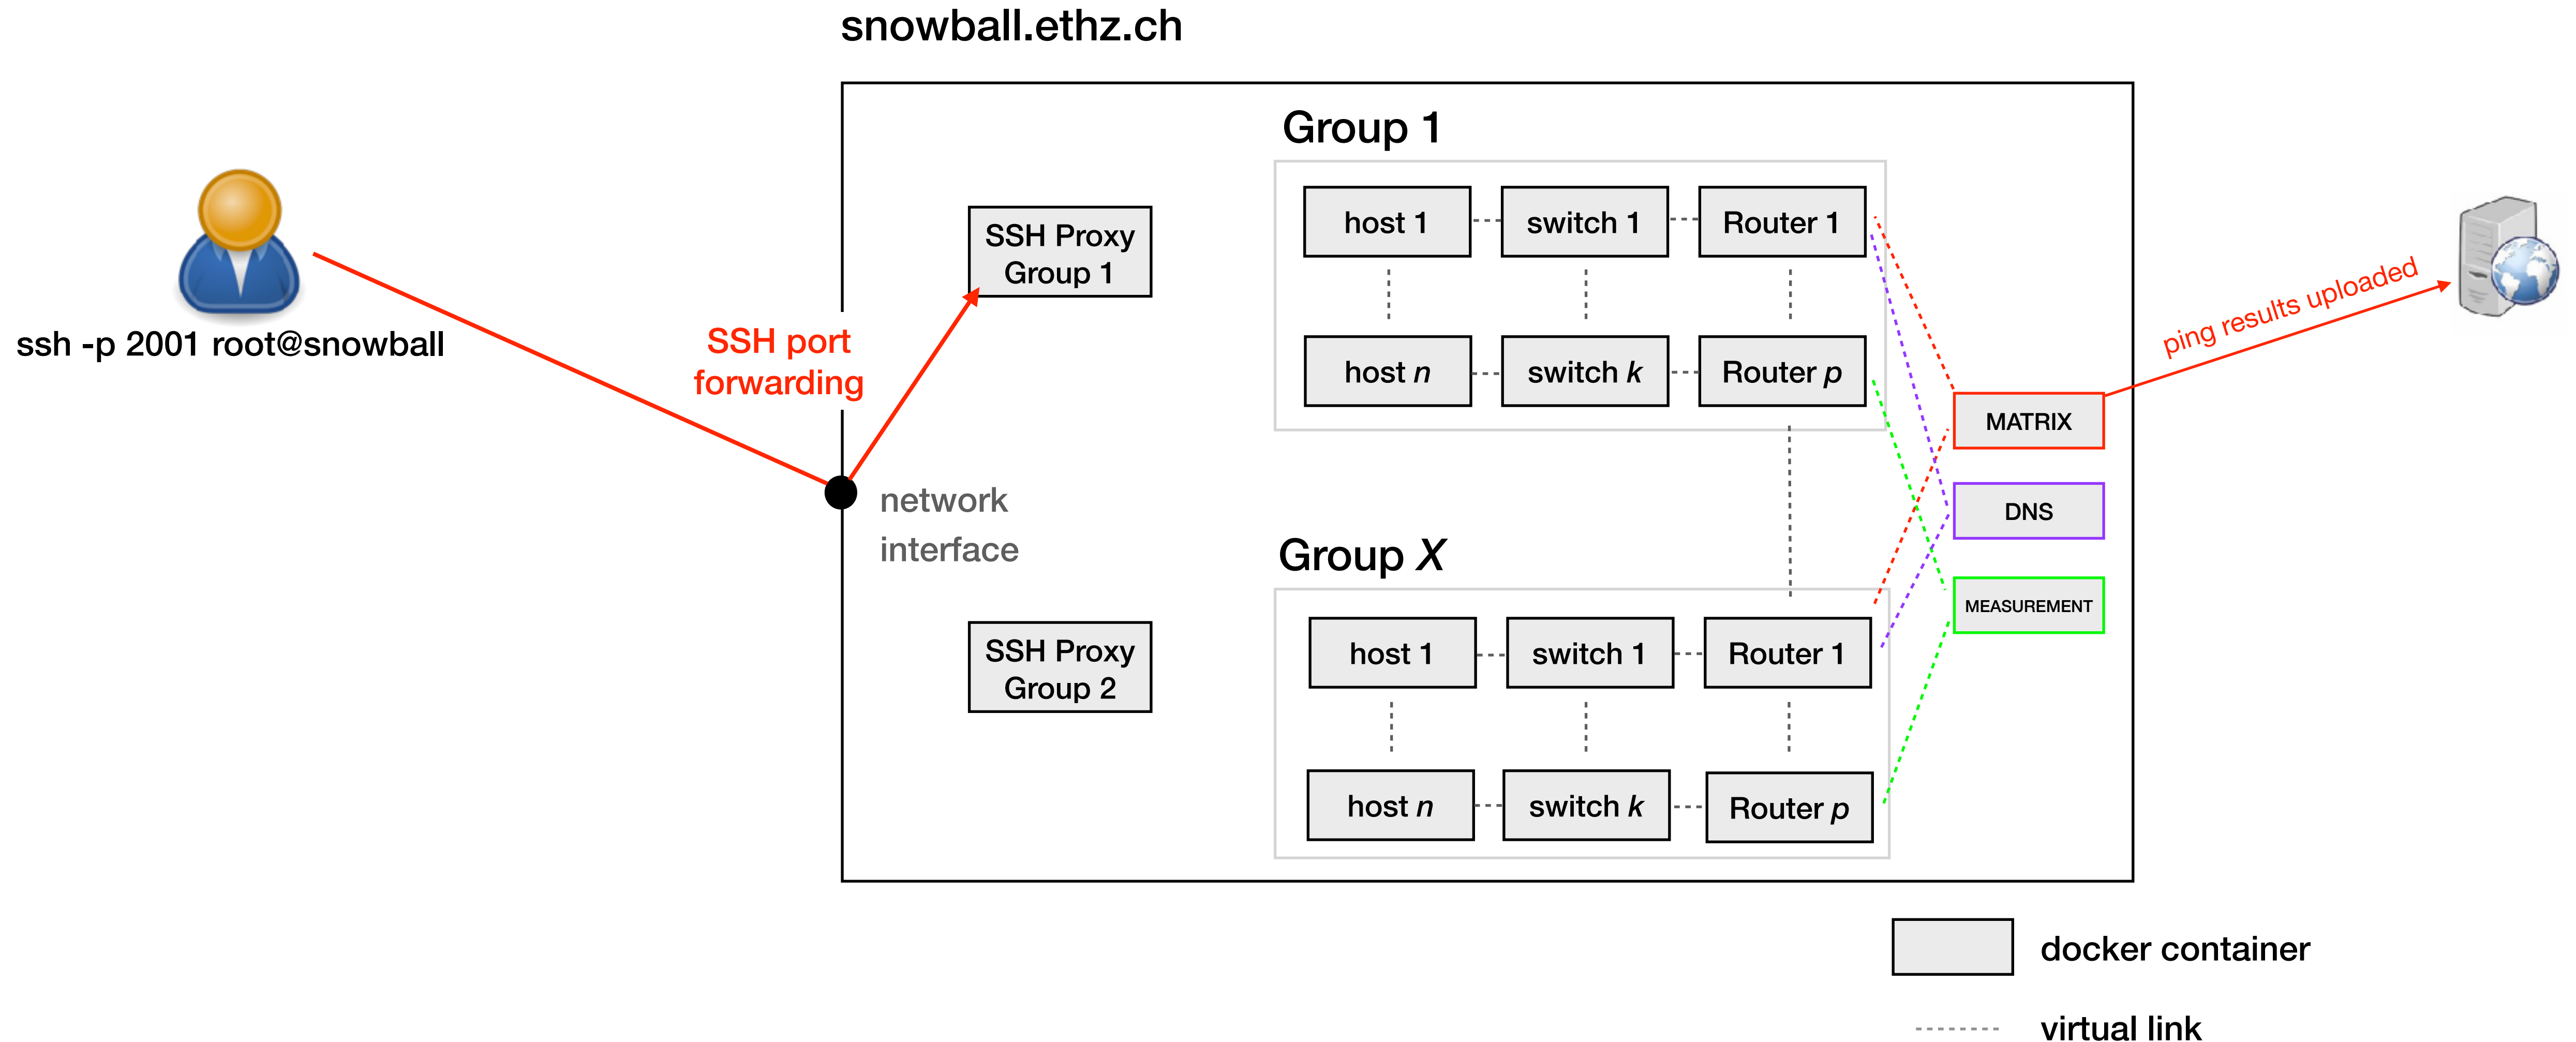 snowball.ethz.ch
ssh -p 2001 root@snowball
SSH port
forwarding
network
interface
SSH Proxy
Group 1
SSH Proxy
Group 2
Group 1
host 1
switch 1
Router 1
host n
switch k
Router p
Group X
host 1
switch 1
Router 1
host n
switch k
Router p
MATRIX
DNS
MEASUREMENT
ping results uploaded
docker container
virtual link